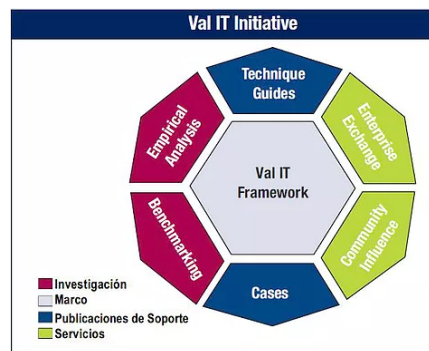 Val IT Initiative
Technique
Guides
Enterprise
Exchange
Community
Influence
Cases
Benchmarking
Empirical
Analysis
Val IT
Framework
Investigación
Marco
Publicaciones de Soporte
Servicios